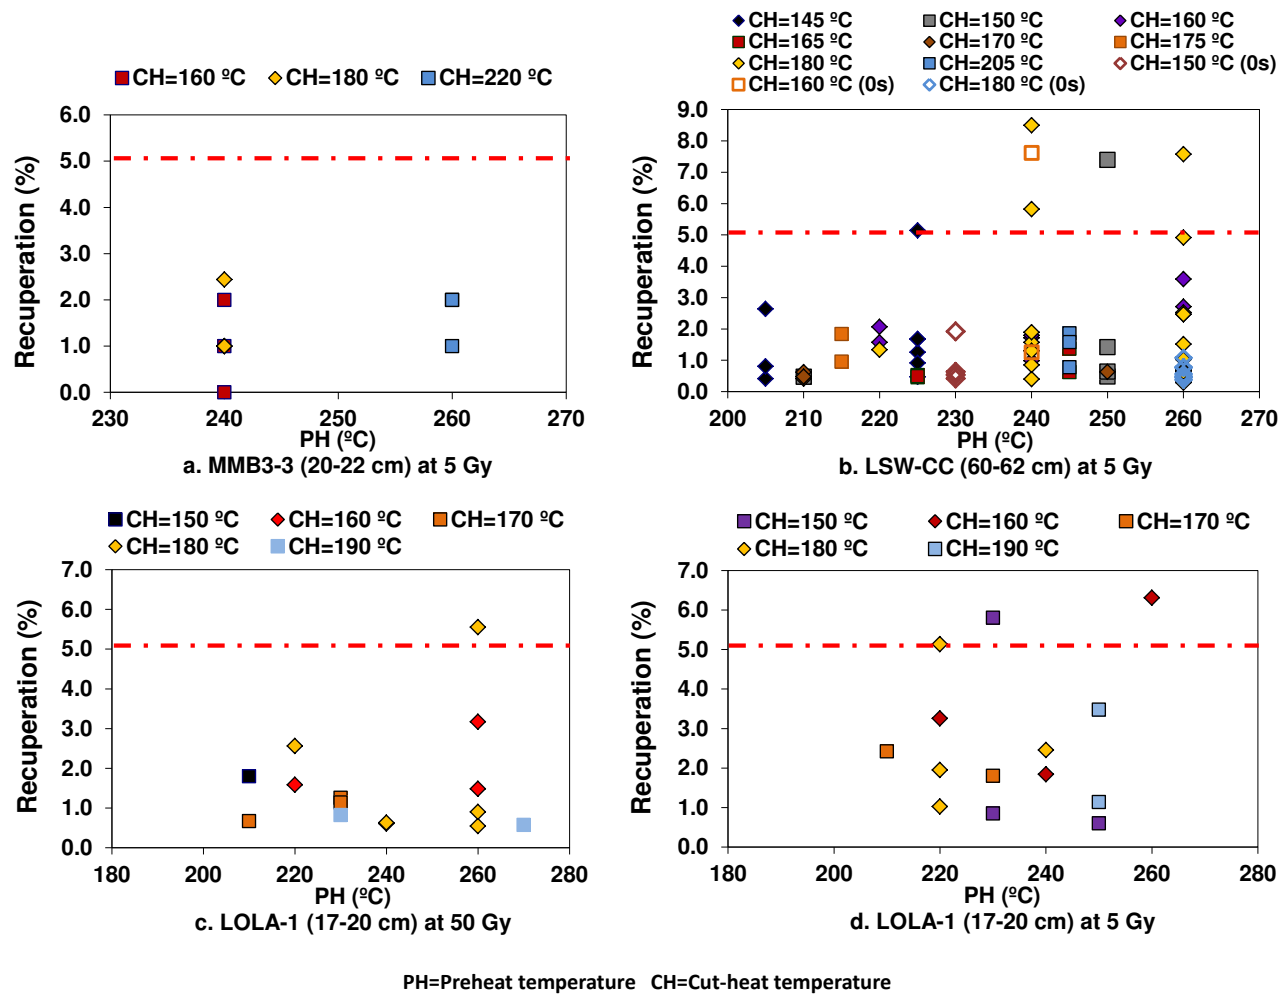 CH=160 ºC CH=180 ºC CH=220 ºC
Recuperation (%)
6.0
5.0
4.0
3.0
2.0
1.0
0.0
230 240 250 260 270
PH (ºC)
a. MMB3-3 (20-22 cm) at 5 Gy
CH=145 ºC CH=150 ºC CH=160 ºC
CH=165 ºC CH=170 ºC CH=175 ºC
CH=180 ºC CH=205 ºC CH=150 ºC (0s)
CH=160 ºC (0s) CH=180 ºC (0s)
Recuperation (%)
9.0
8.0
7.0
6.0
5.0
4.0
3.0
2.0
1.0
0.0
200 210 220 230 240 250 260 270
PH (ºC)
b. LSW-CC (60-62 cm) at 5 Gy
CH=150 ºC CH=160 ºC CH=170 ºC
CH=180 ºC CH=190 ºC
Recuperation (%)
7.0
6.0
5.0
4.0
3.0
2.0
1.0
0.0
180 200 220 240 260 280
PH (ºC)
c. LOLA-1 (17-20 cm) at 50 Gy
CH=150 ºC CH=160 ºC CH=170 ºC
CH=180 ºC CH=190 ºC
Recuperation (%)
7.0
6.0
5.0
4.0
3.0
2.0
1.0
0.0
180 200 220 240 260 280
PH (ºC)
d. LOLA-1 (17-20 cm) at 5 Gy
PH=Preheat temperature CH=Cut-heat temperature